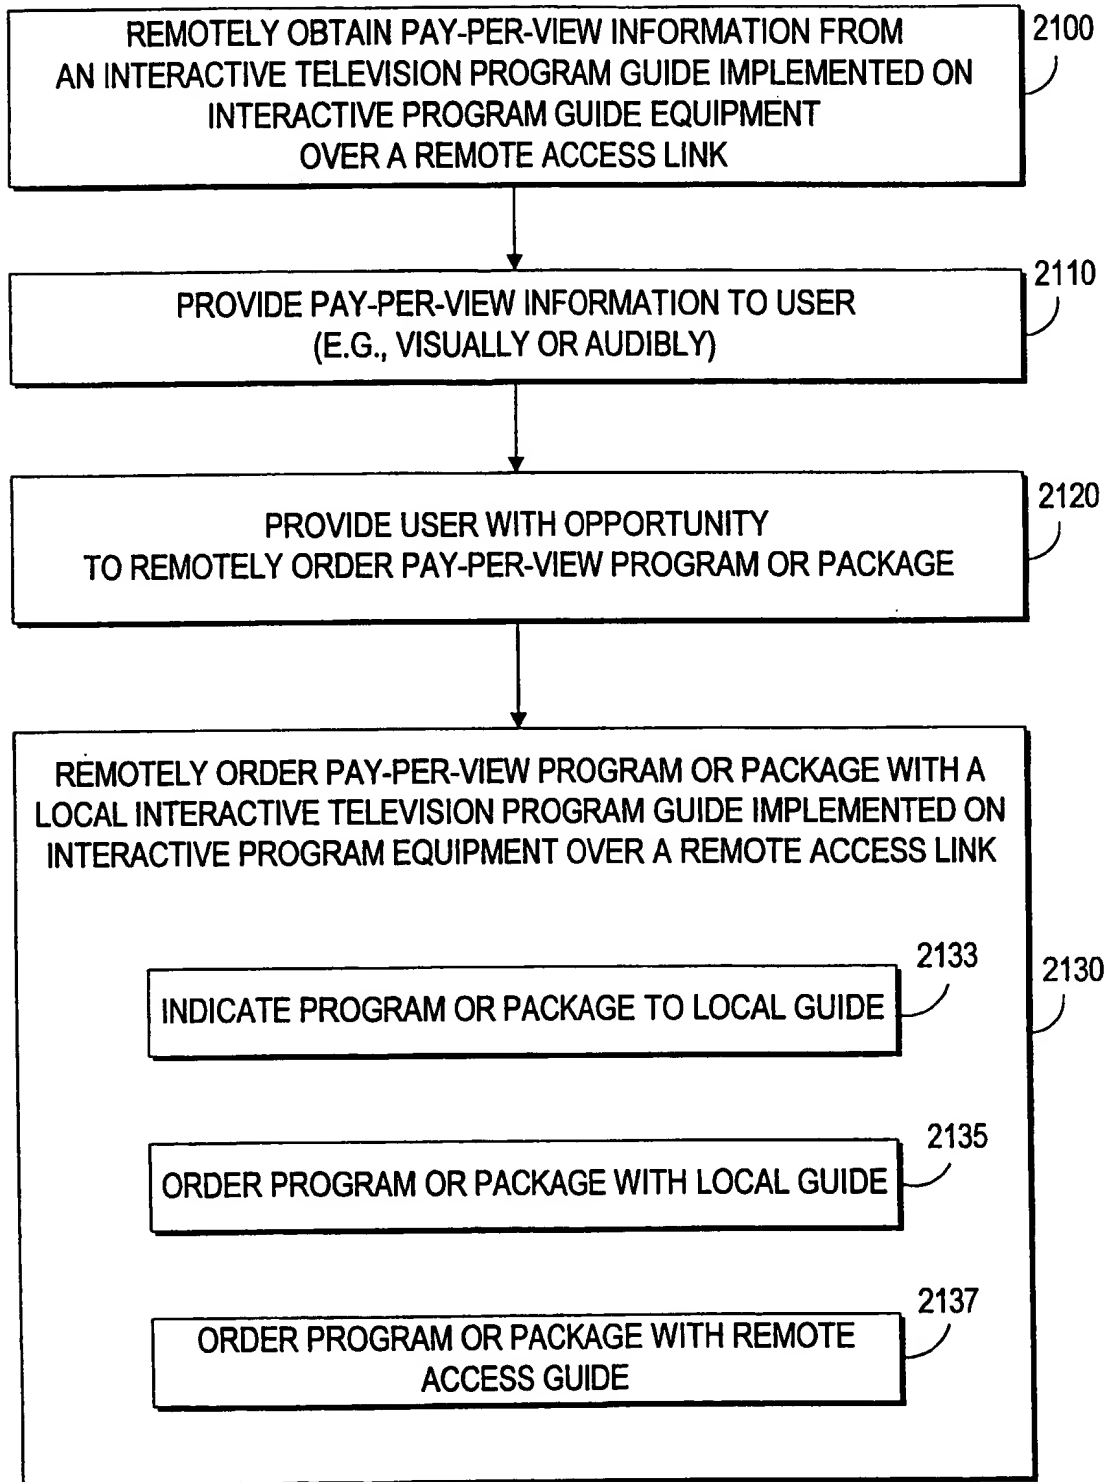 REMOTELY OBTAIN PAY-PER-VIEW INFORMATION FROM
AN INTERACTIVE TELEVISION PROGRAM GUIDE IMPLEMENTED ON
INTERACTIVE PROGRAM GUIDE EQUIPMENT
OVER A REMOTE ACCESS LINK
2100
PROVIDE PAY-PER-VIEW INFORMATION TO USER
(E.G., VISUALLY OR AUDIBLY)
2110
PROVIDE USER WITH OPPORTUNITY
TO REMOTELY ORDER PAY-PER-VIEW PROGRAM OR PACKAGE
2120
REMOTELY ORDER PAY-PER-VIEW PROGRAM OR PACKAGE WITH A
LOCAL INTERACTIVE TELEVISION PROGRAM GUIDE IMPLEMENTED ON
INTERACTIVE PROGRAM EQUIPMENT OVER A REMOTE ACCESS LINK
2130
INDICATE PROGRAM OR PACKAGE TO LOCAL GUIDE
2133
ORDER PROGRAM OR PACKAGE WITH LOCAL GUIDE
2135
ORDER PROGRAM OR PACKAGE WITH REMOTE
ACCESS GUIDE
2137